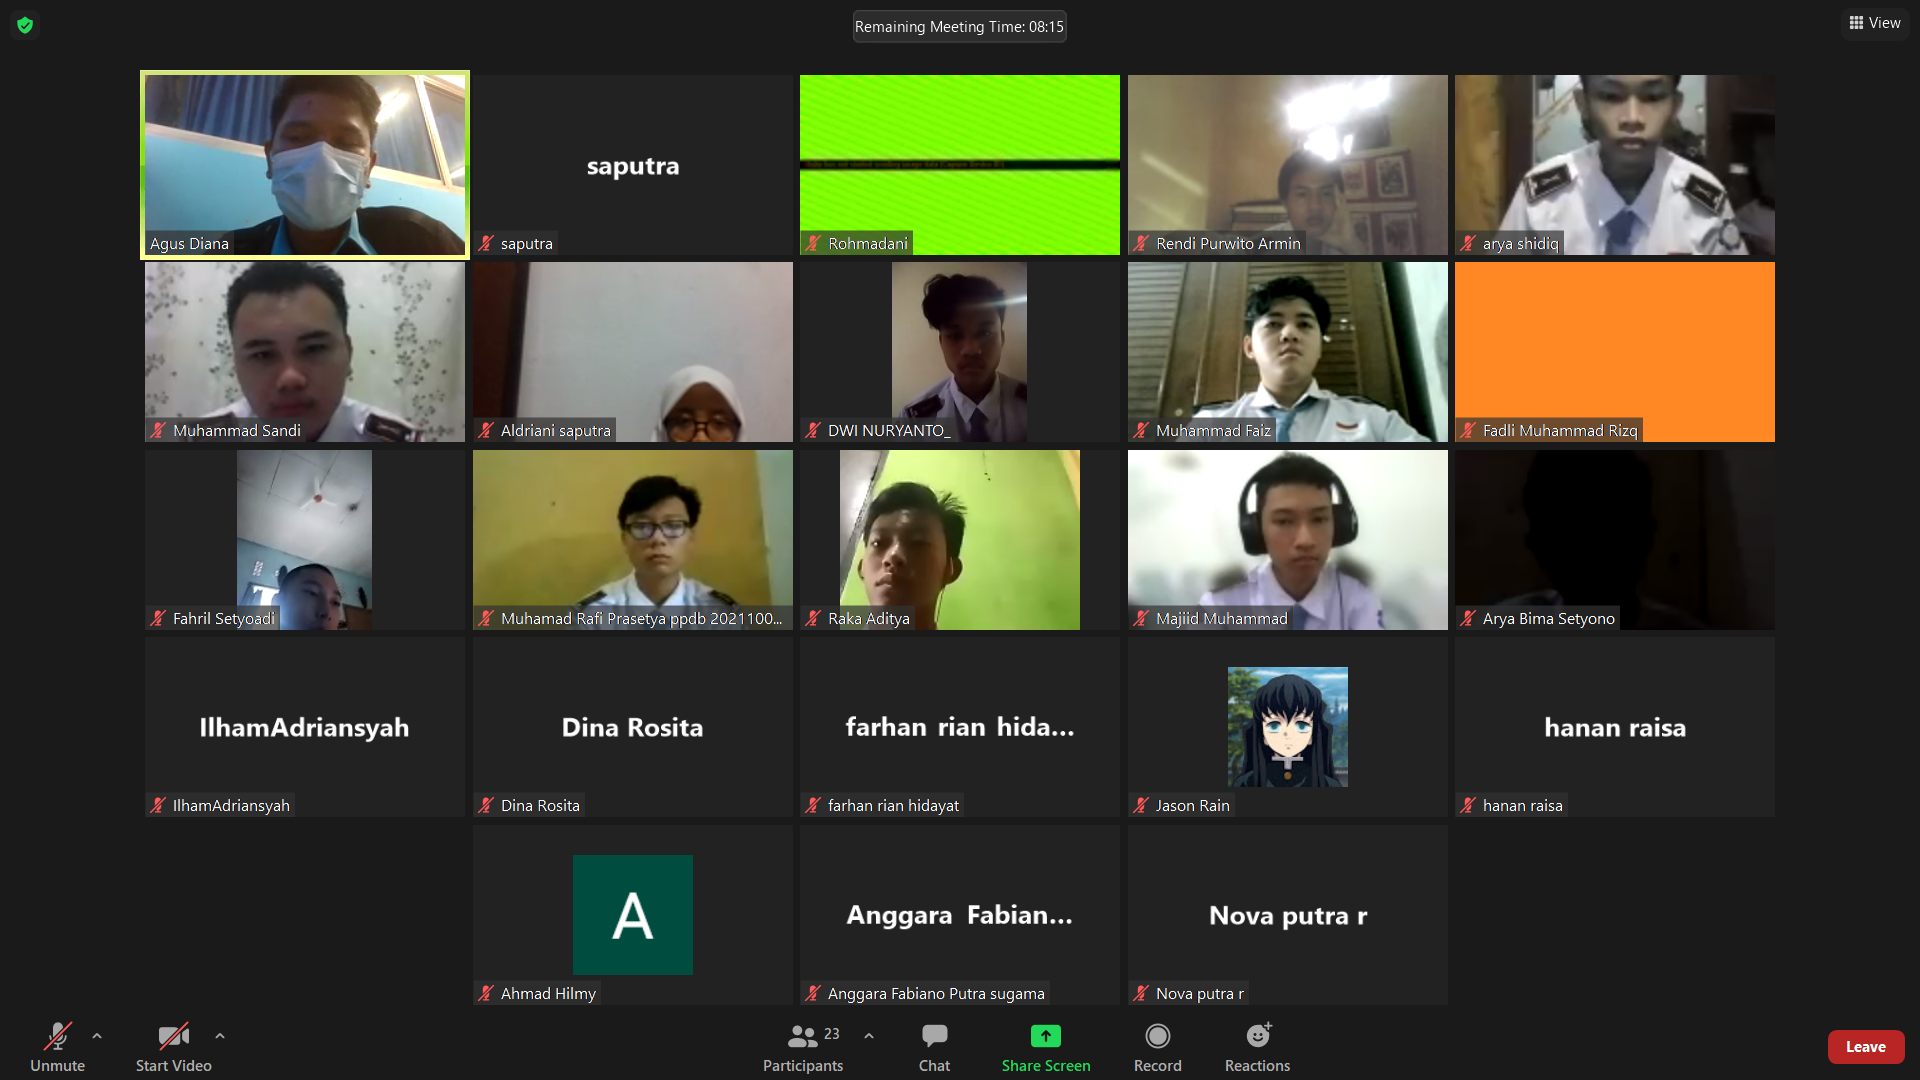 Remaining Meeting Time: 08:15
View
Agus Diana
saputra
saputra
Rohmadani
Rendi Purwito Armin
arya shidiq
Muhammad Sandi
Aldriani saputra
DWI NURYANTO_
Muhammad Faiz
Fadli Muhammad Rizq
Fahril Setyoadi
Muhamad Rafi Prasetya ppdb 2021100...
Raka Aditya
Majiid Muhammad
Arya Bima Setyono
IlhamAdriansyah
IlhamAdriansyah
Dina Rosita
Dina Rosita
farhan rian hida...
farhan rian hidayat
Jason Rain
hanan raisa
hanan raisa
A
Ahmad Hilmy
Anggara Fabian...
Anggara Fabiano Putra sugama
Nova putra r
Nova putra r
Unmute
Start Video
23
Participants
Chat
Share Screen
Record
Reactions
Leave